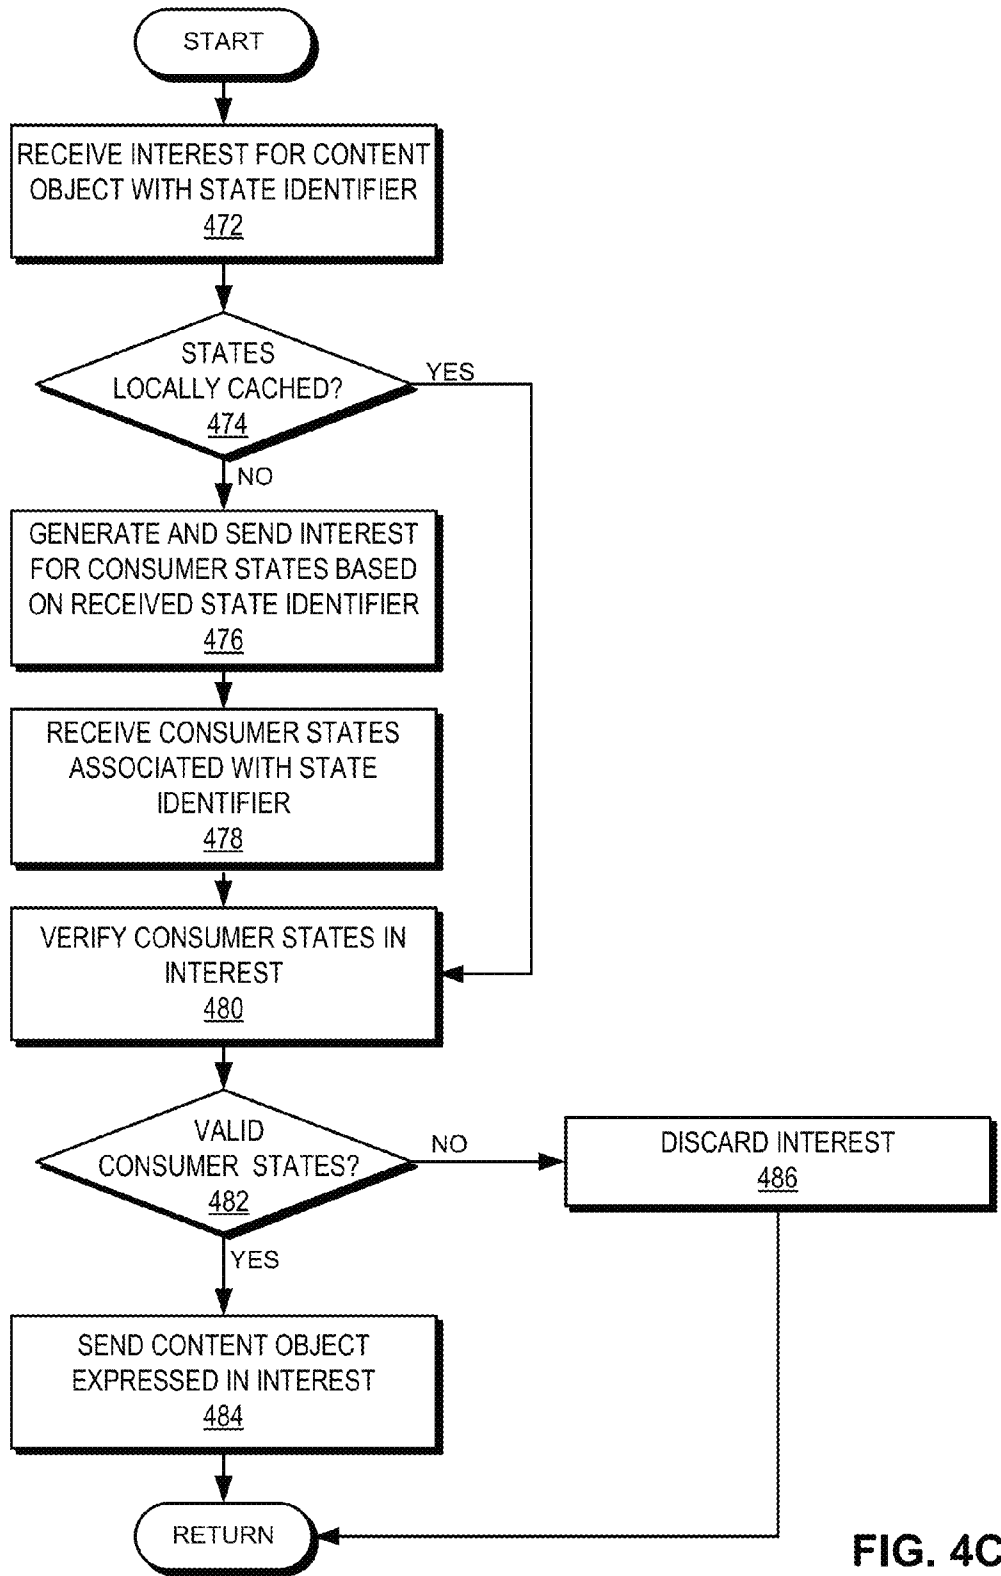 START
RECEIVE INTEREST FOR CONTENT
OBJECT WITH STATE IDENTIFIER
472
STATES
LOCALLY CACHED?
474
YES
NO
GENERATE AND SEND INTEREST
FOR CONSUMER STATES BASED
ON RECEIVED STATE IDENTIFIER
476
RECEIVE CONSUMER STATES
ASSOCIATED WITH STATE
IDENTIFIER
478
VERIFY CONSUMER STATES IN
INTEREST
480
VALID
CONSUMER STATES?
482
NO
DISCARD INTEREST
486
YES
SEND CONTENT OBJECT
EXPRESSED IN INTEREST
484
RETURN
FIG. 4C